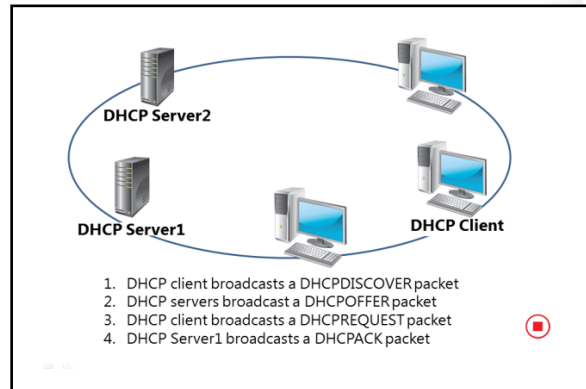 DHCP Server2
DHCP Server1
DHCP Client
1. DHCP client broadcasts a DHCPDISCOVER packet
2. DHCP servers broadcast a DHCPOFFER packet
3. DHCP client broadcasts a DHCPREQUEST packet
4. DHCP Server1 broadcasts a DHCPACK packet